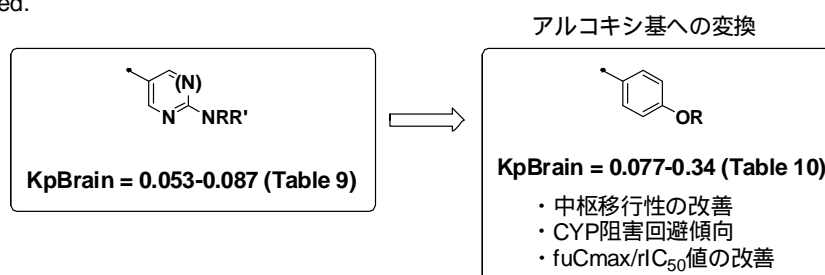 ed.
アルコキシ基への変換
(N)
N NRR'
KpBrain = 0.053-0.087 (Table 9)
OR
KpBrain = 0.077-0.34 (Table 10)
・中枢移行性の改善
・CYP阻害回避傾向
・fuCmax/rIC50値の改善